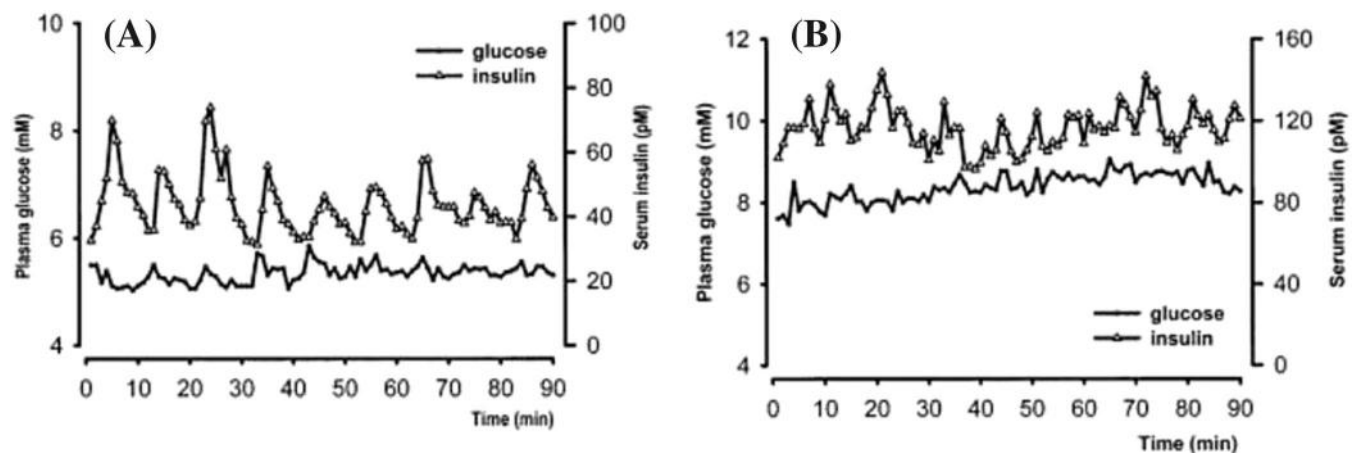 (A)
glucose
insulin
Plasma glucose (mM)
10
8
6
4
Serum insulin (pM)
100
80
60
40
20
0
0 10 20 30 40 50 60 70 80 90
Time (min)
(B)
Plasma glucose (mM)
12
10
8
6
4
Serum insulin (pM)
160
120
80
40
0
glucose
insulin
0 10 20 30 40 50 60 70 80 90
Time (min)